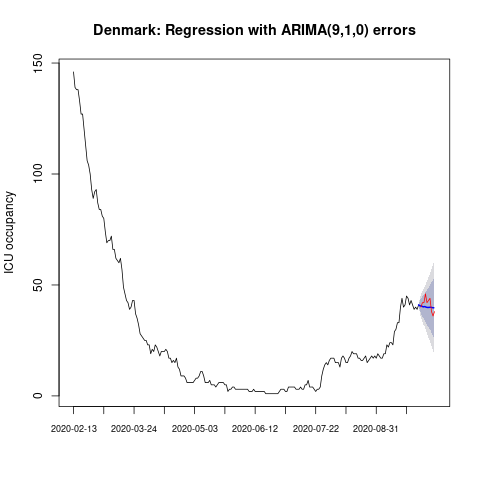 Denmark: Regression with ARIMA(9,1,0) errors
ICU occupancy
150
100
50
0
2020-02-13 2020-03-24 2020-05-03 2020-06-12 2020-07-22 2020-08-31